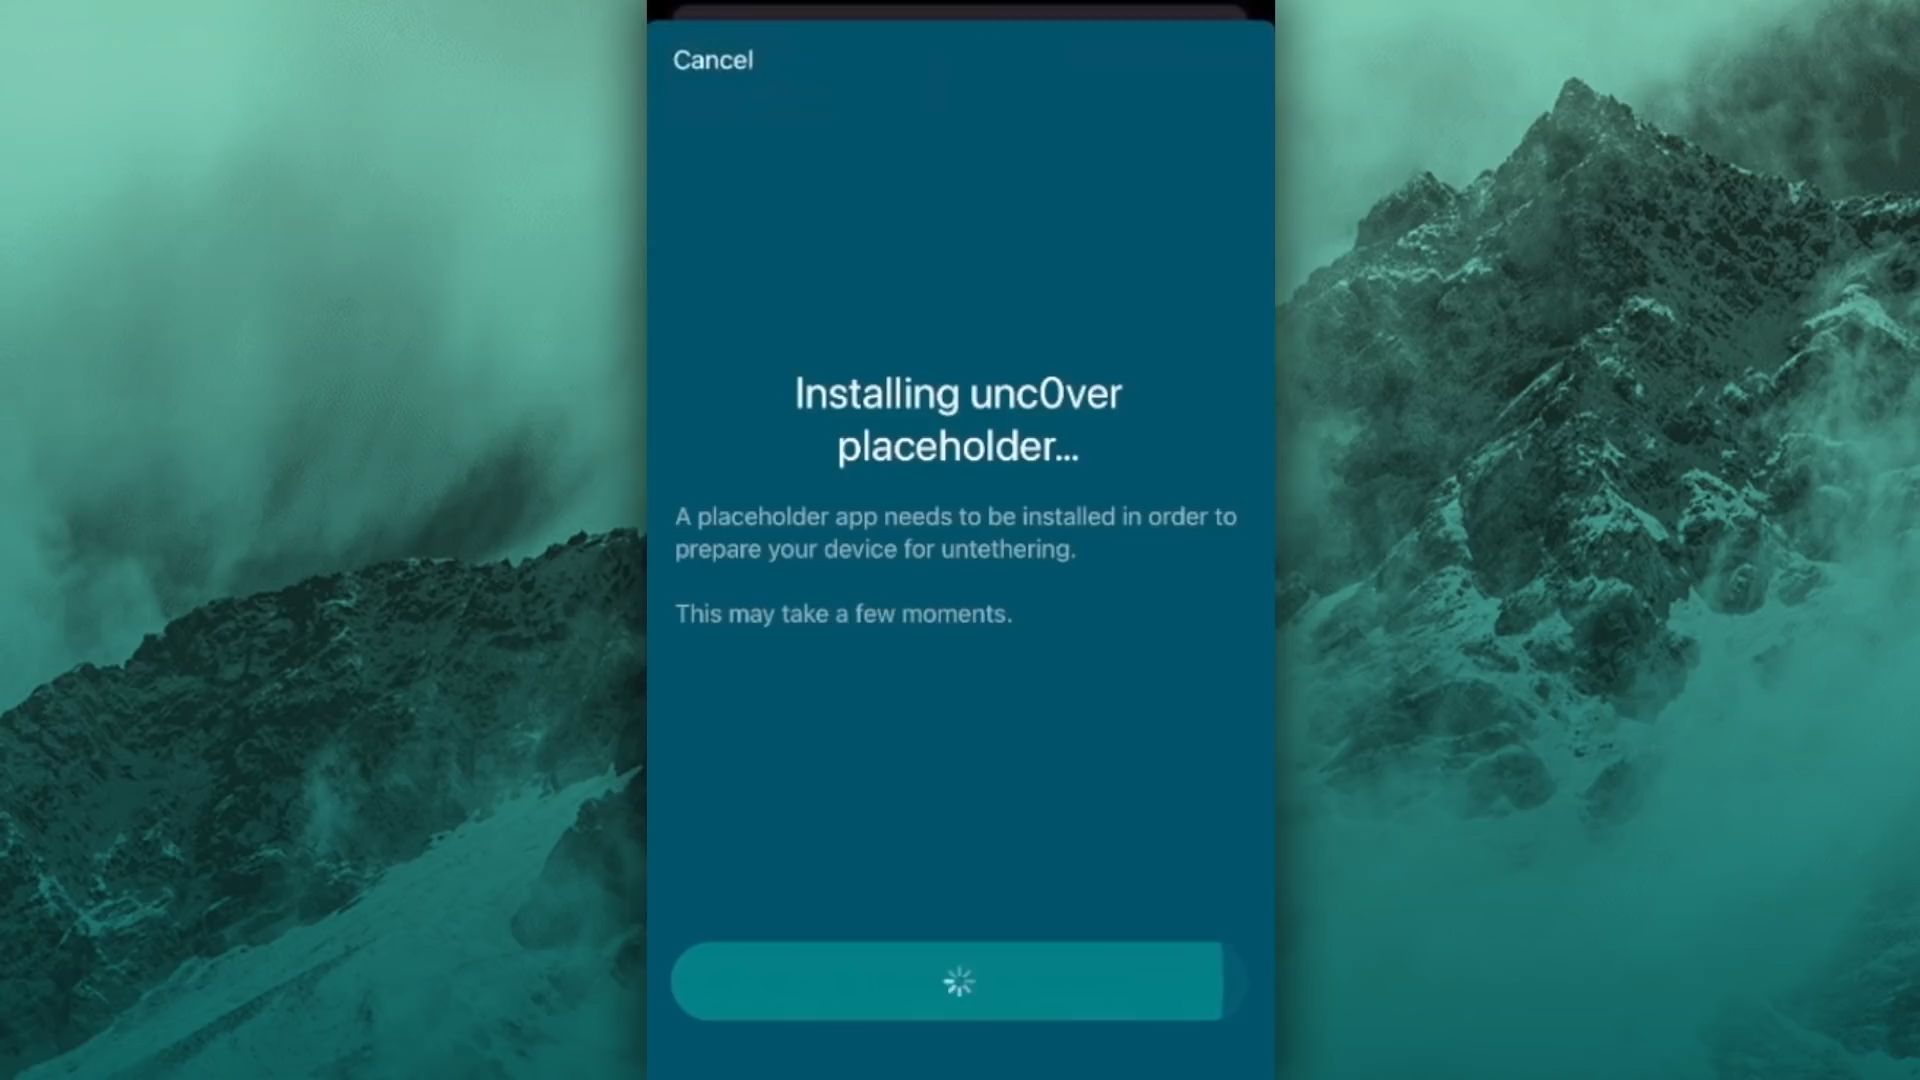 Cancel
Installing unc0ver
placeholder...
A placeholder app needs to be installed in order to
prepare your device for untethering.
This may take a few moments.